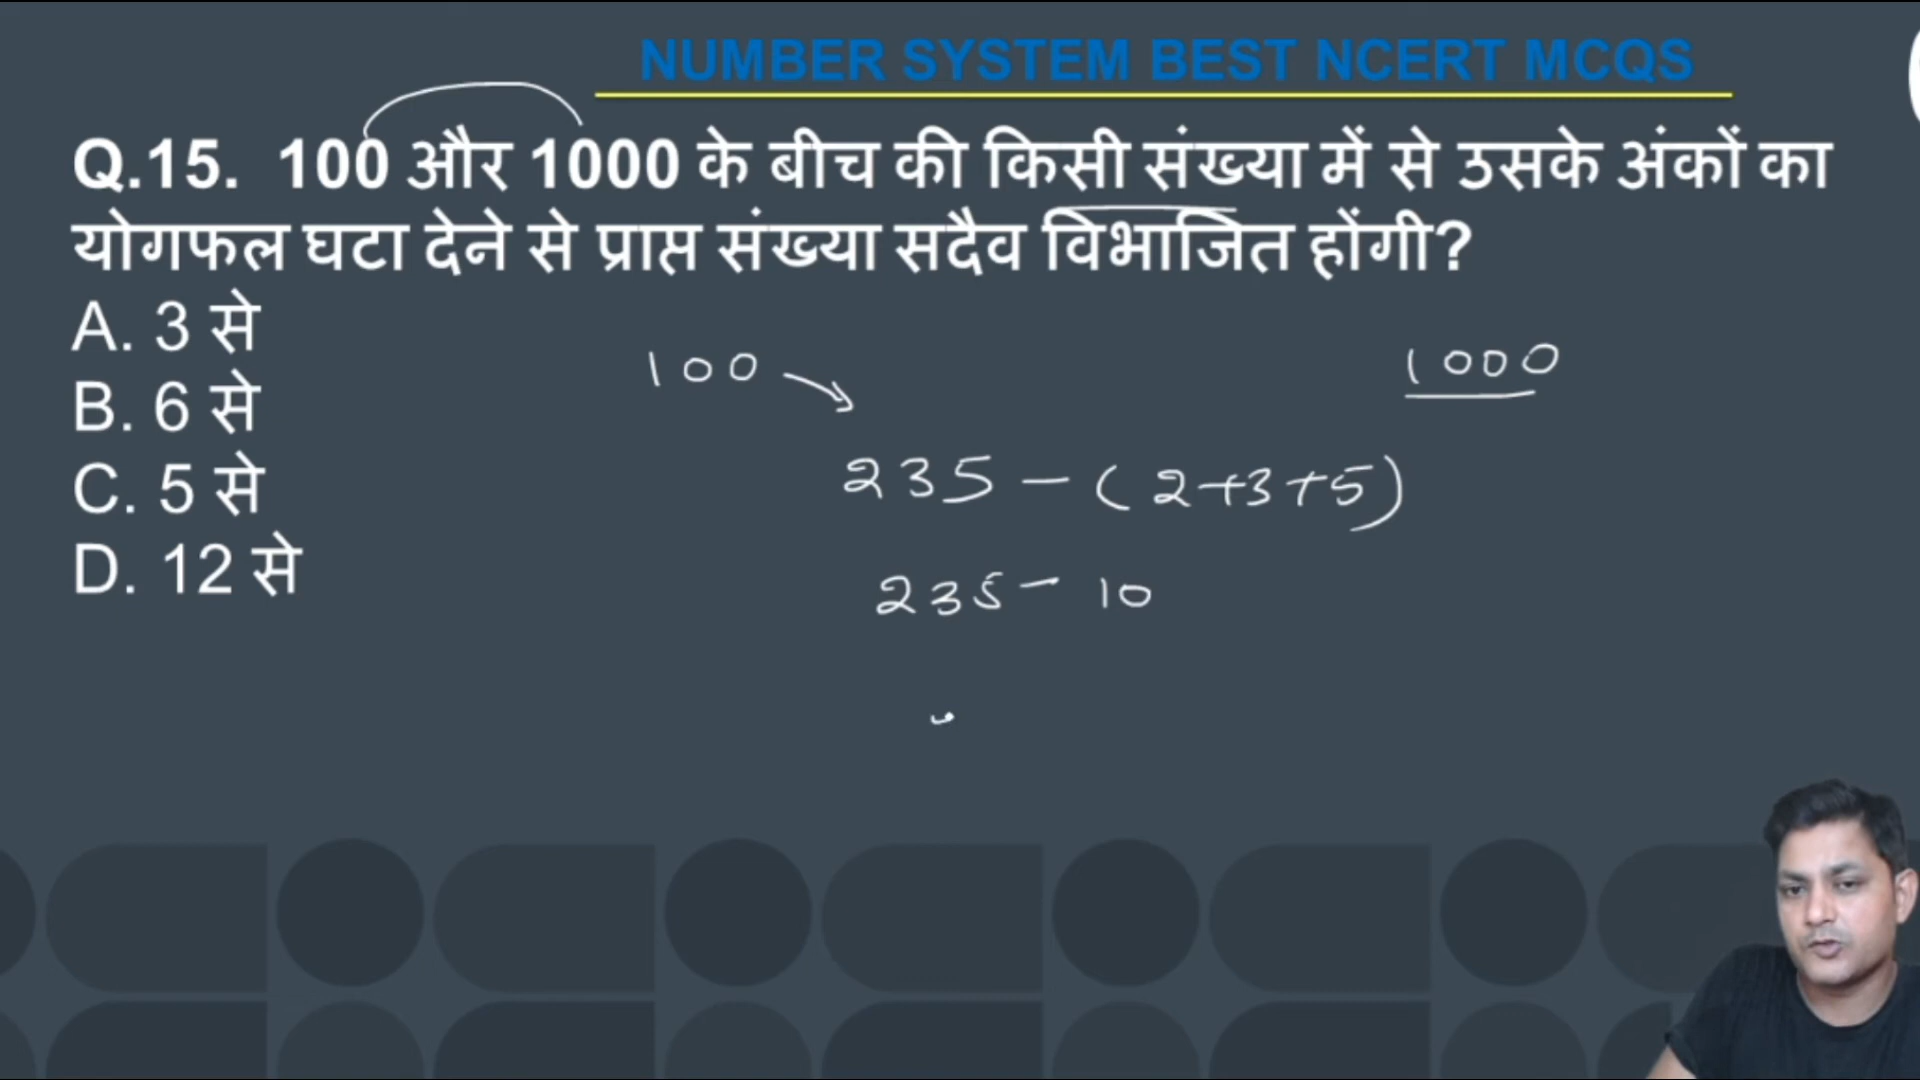 NUMBER SYSTEM BEST NCERT MCQS
Q.15. 100 और 1000 के बीच की किसी संख्या में से उसके अंकों का
योगफल घटा देने से प्राप्त संख्या सदैव विभाजित होंगी?
A. 3 से
B. 6 से
C. 5 से
D. 12 से
100
1000
235 - (2+3+5)
235 - 10